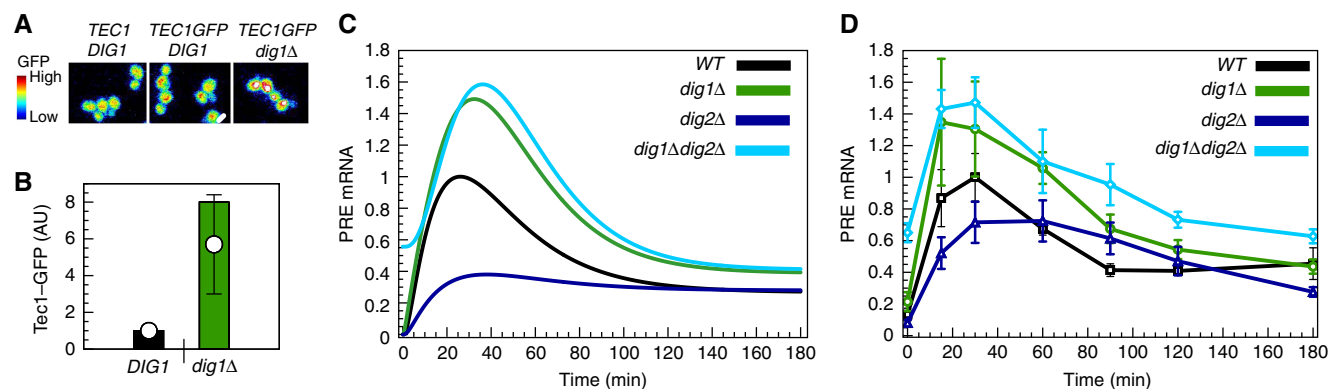 A
TEC1 TEC1GFP TEC1GFP
DIG1 DIG1 dig1Δ
GFP
High
Low
B
Tec1–GFP (AU)
8
6
4
2
0
DIG1 dig1Δ
C
PRE mRNA
1.8
1.6
1.4
1.2
1
0.8
0.6
0.4
0.2
0
0 20 40 60 80 100 120 140 160 180
Time (min)
WT
dig1Δ
dig2Δ
dig1Δdig2Δ
D
PRE mRNA
1.8
1.6
1.4
1.2
1
0.8
0.6
0.4
0.2
0
0 20 40 60 80 100 120 140 160 180
Time (min)
WT
dig1Δ
dig2Δ
dig1Δdig2Δ